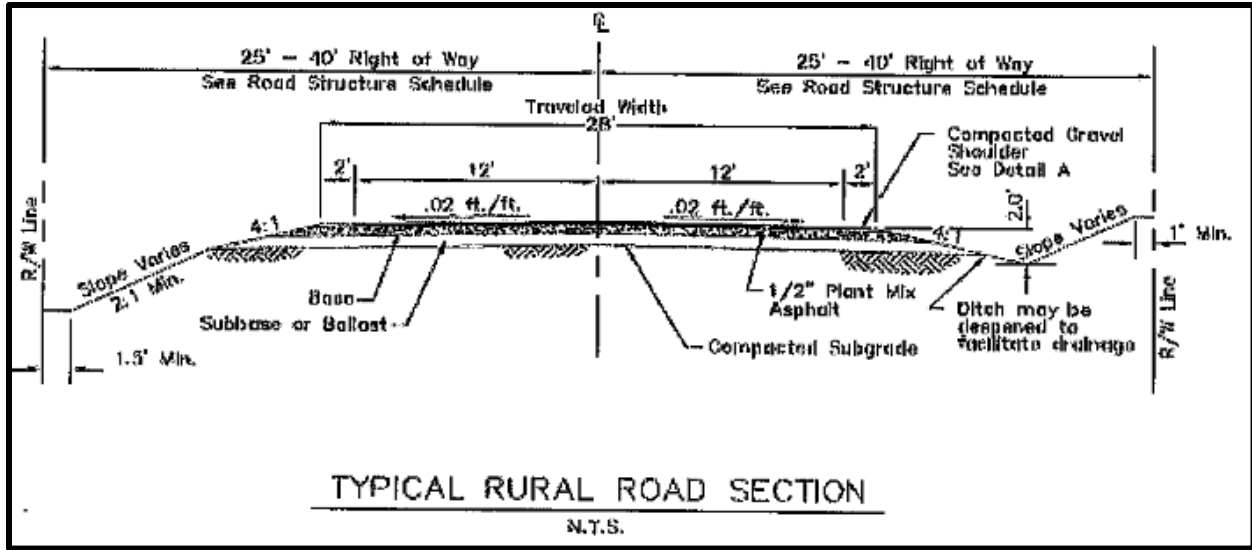 ℄
25' - 40' Right of Way
See Road Structure Schedule
25' - 40' Right of Way
See Road Structure Schedule
Traveled Width
28'
2'
12'
12'
2'
Compacted Gravel
Shoulder
See Detail A
.02 ft./ft.
.02 ft./ft.
2.0'
4:1
4:1
R/W Line
Slope Varies
2:1 Min.
Slope Varies
1' Min.
Base
Subbase or Ballast
1/2" Plant Mix
Asphalt
Ditch may be
deepened to
facilitate drainage
R/W Line
Compacted Subgrade
1.5' Min.
TYPICAL RURAL ROAD SECTION
N.T.S.